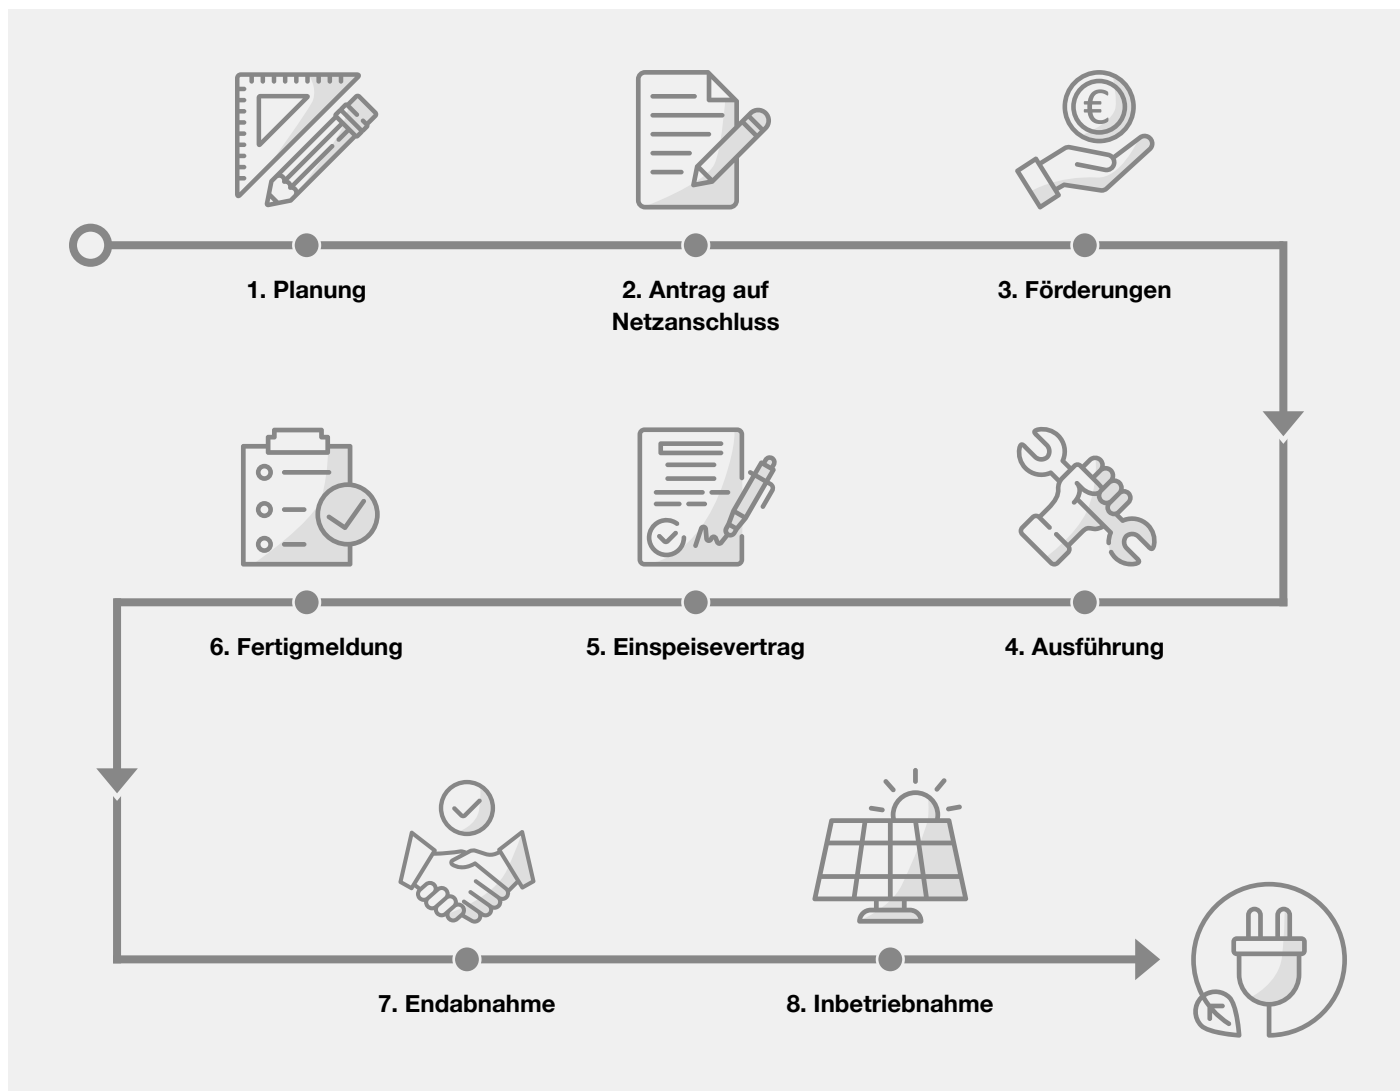 1. Planung
2. Antrag auf
Netzanschluss
3. Förderungen
6. Fertigmeldung
5. Einspeisevertrag
4. Ausführung
7. Endabnahme
8. Inbetriebnahme